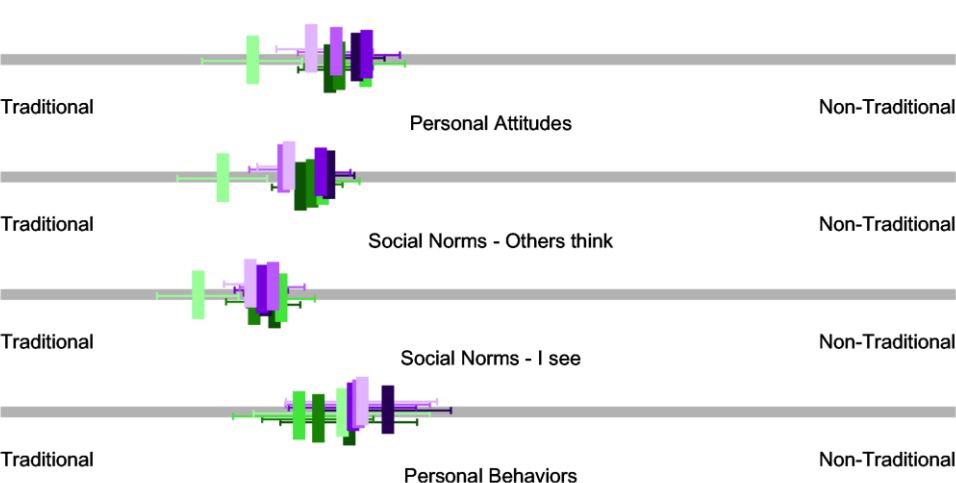 Traditional
Non-Traditional
Personal Attitudes
Traditional
Non-Traditional
Social Norms - Others think
Traditional
Non-Traditional
Social Norms - I see
Traditional
Non-Traditional
Personal Behaviors